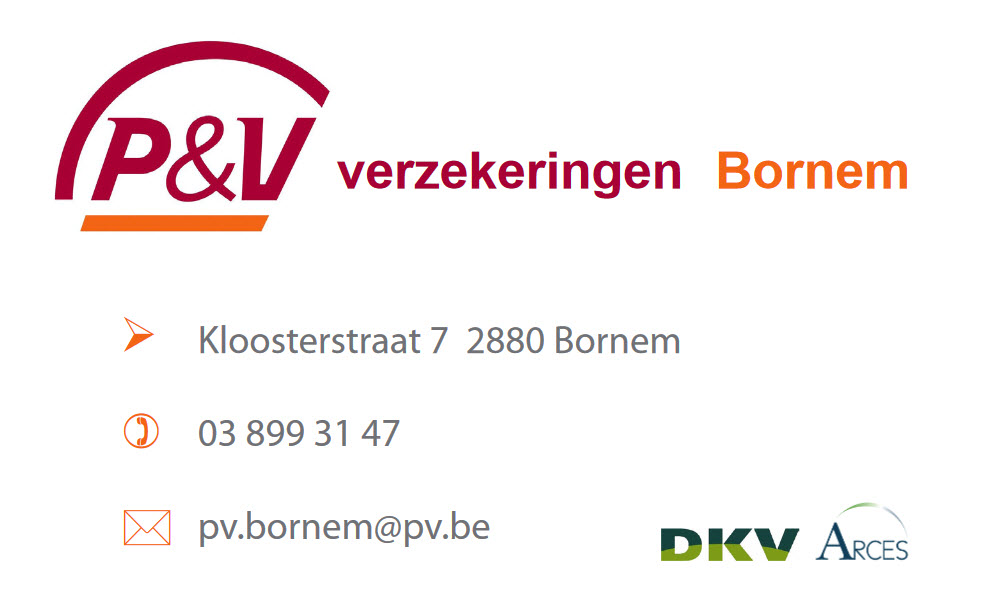 P&V verzekeringen Bornem
Kloosterstraat 7 2880 Bornem
03 899 31 47
pv.bornem@pv.be
DKV ARCES